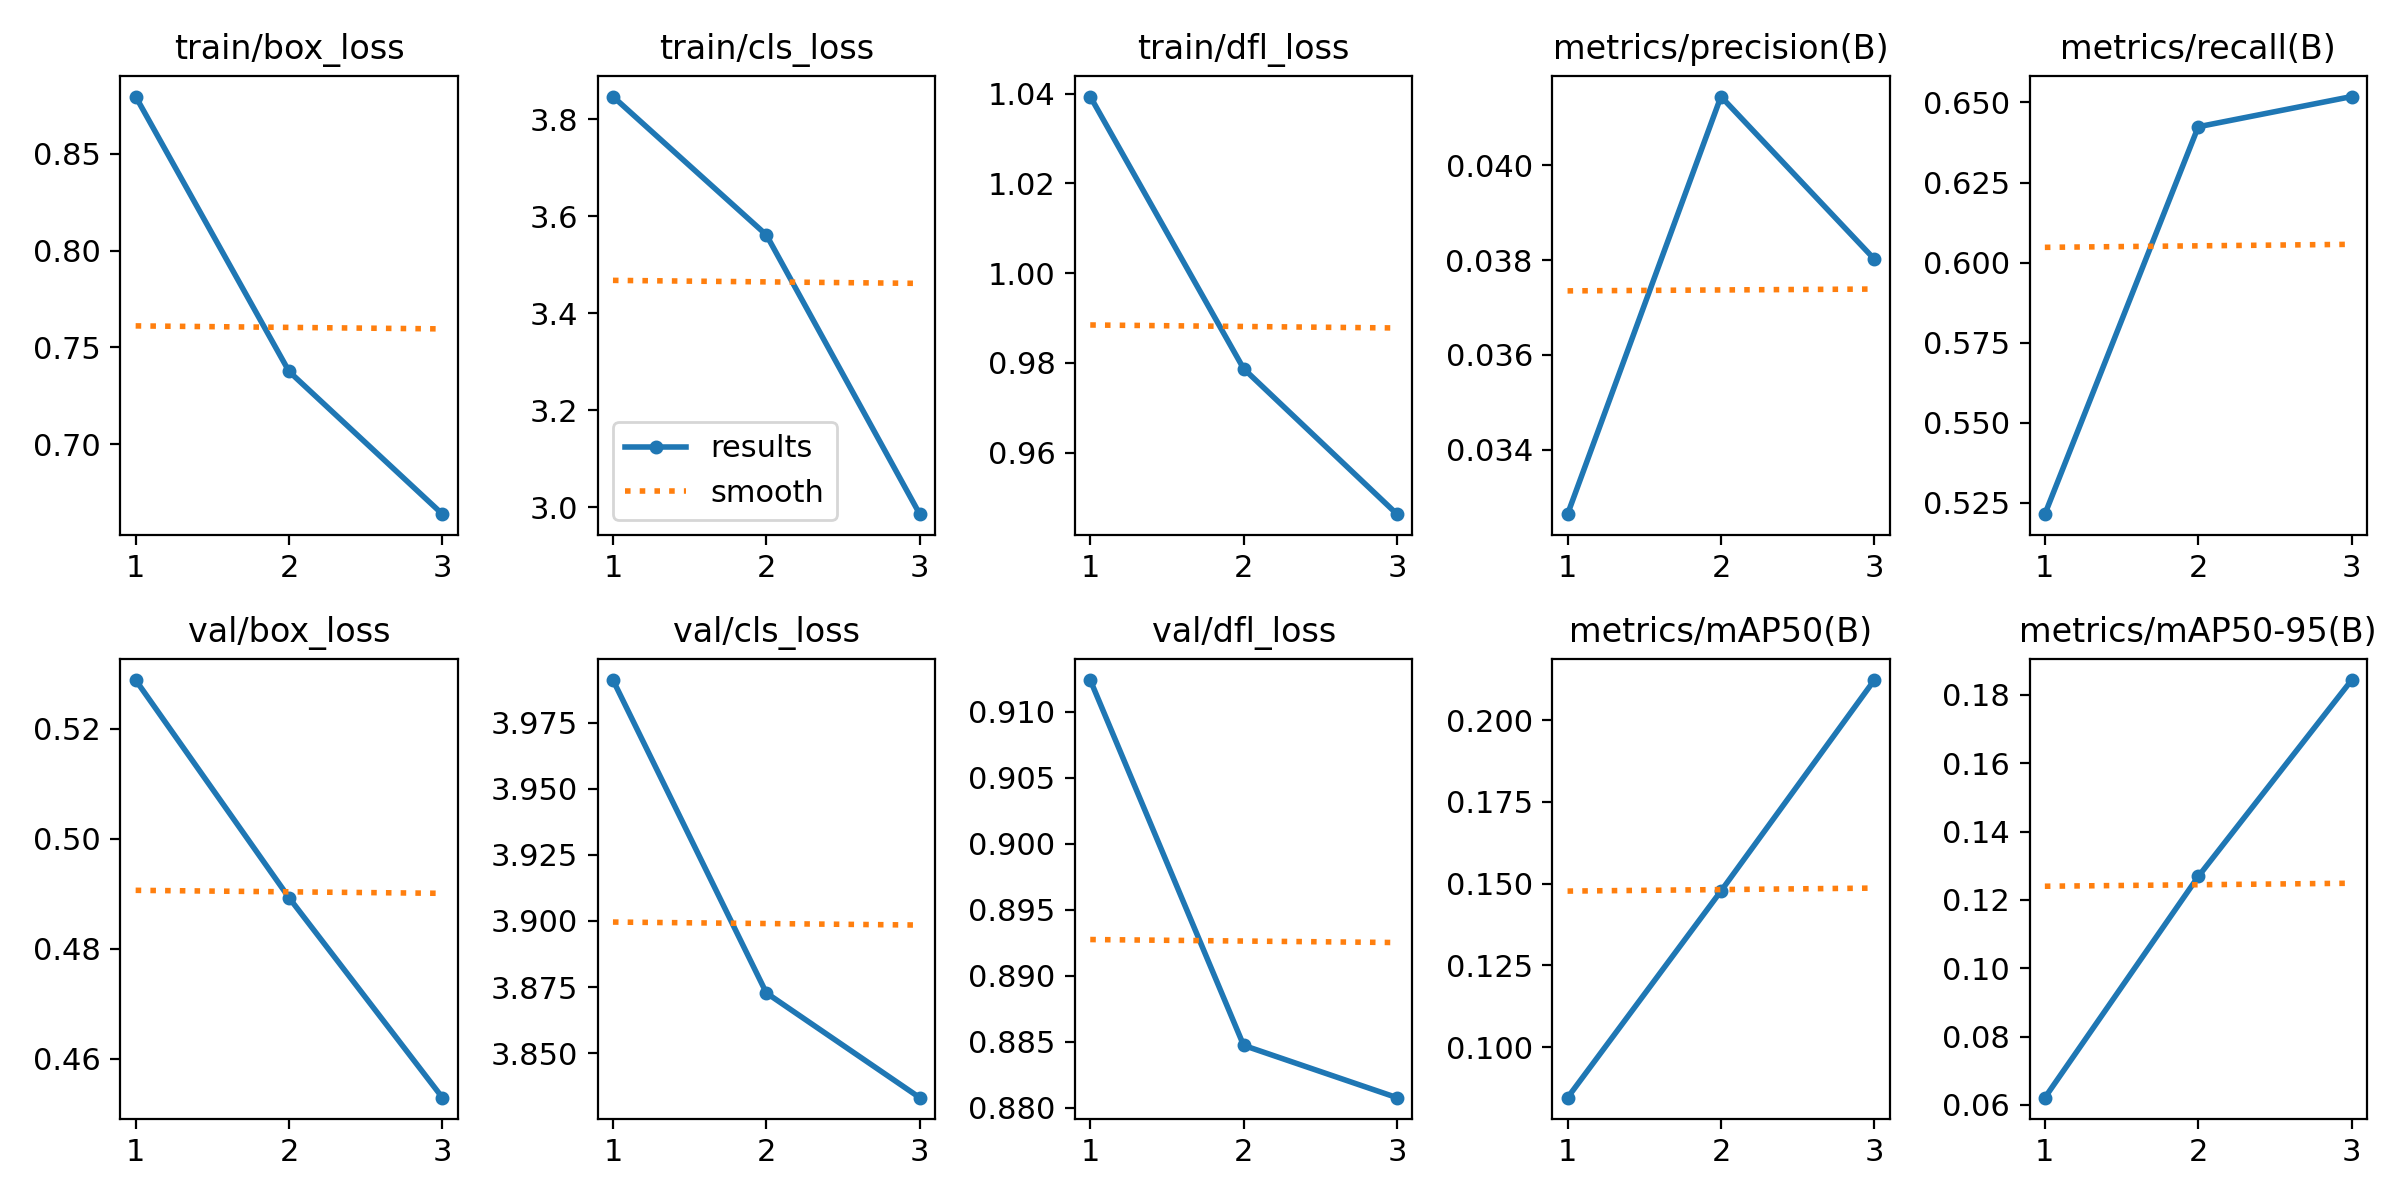 train/box_loss
0.85
0.80
0.75
0.70
1 2 3
train/cls_loss
3.8
3.6
3.4
3.2
3.0
results
smooth
1 2 3
train/dfl_loss
1.04
1.02
1.00
0.98
0.96
1 2 3
metrics/precision(B)
0.040
0.038
0.036
0.034
1 2 3
metrics/recall(B)
0.650
0.625
0.600
0.575
0.550
0.525
1 2 3
val/box_loss
0.52
0.50
0.48
0.46
1 2 3
val/cls_loss
3.975
3.950
3.925
3.900
3.875
3.850
1 2 3
val/dfl_loss
0.910
0.905
0.900
0.895
0.890
0.885
0.880
1 2 3
metrics/mAP50(B)
0.200
0.175
0.150
0.125
0.100
1 2 3
metrics/mAP50-95(B)
0.18
0.16
0.14
0.12
0.10
0.08
0.06
1 2 3